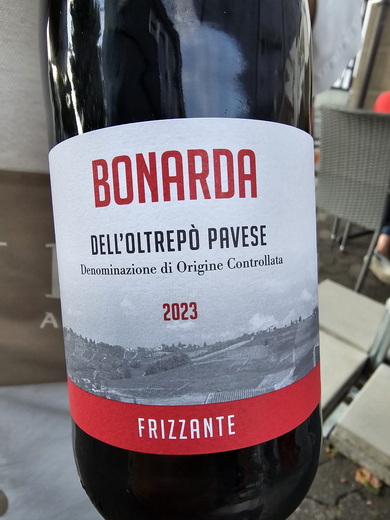 BONARDA
DELL'OLTREPÒ PAVESE
Denominazione di Origine Controllata
2023
FRIZZANTE